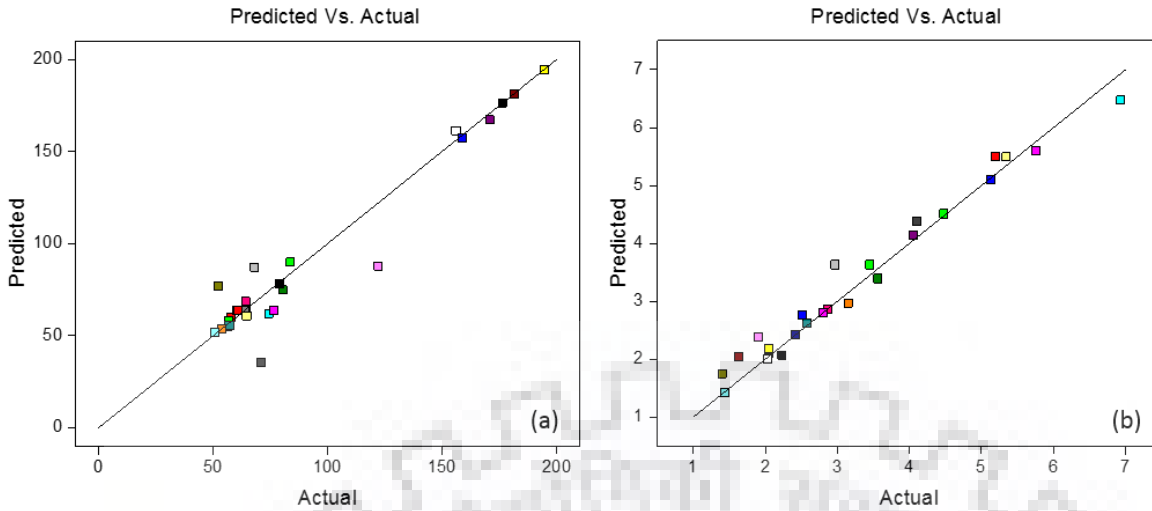 Predicted Vs. Actual
200
150
100
50
0
Predicted
(a)
0 50 100 150 200
Actual
Predicted Vs. Actual
7
6
5
4
3
2
1
Predicted
(b)
1 2 3 4 5 6 7
Actual